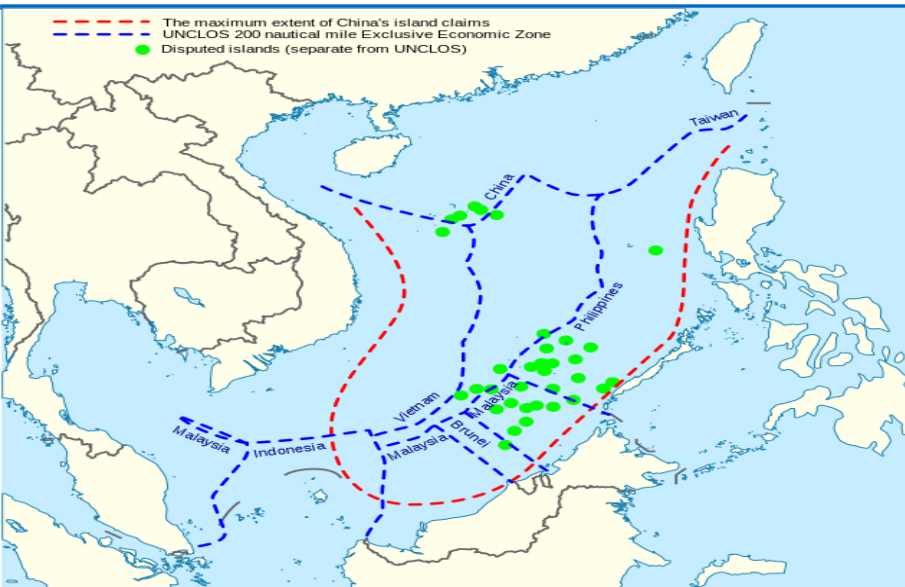 The maximum extent of China's island claims
UNCLOS 200 nautical mile Exclusive Economic Zone
Disputed islands (separate from UNCLOS)
Taiwan
China
Philippines
Vietnam
Malaysia
Malaysia
Indonesia
Malaysia
Brunei